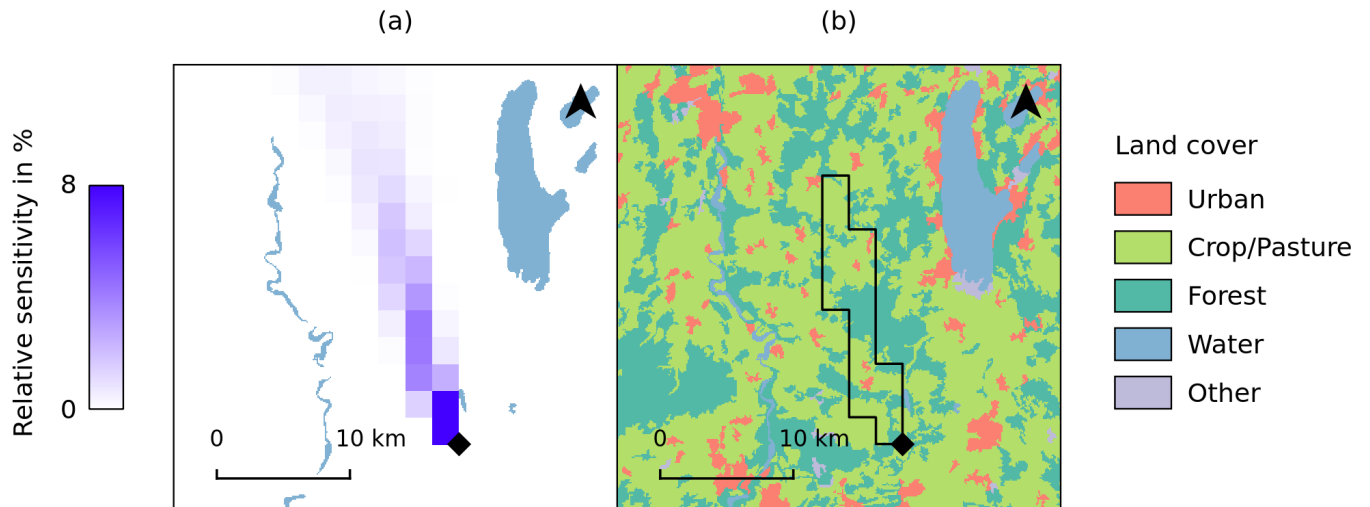 (a)
(b)
Relative sensitivity in %
8
0
0
10 km
0
10 km
Land cover
Urban
Crop/Pasture
Forest
Water
Other